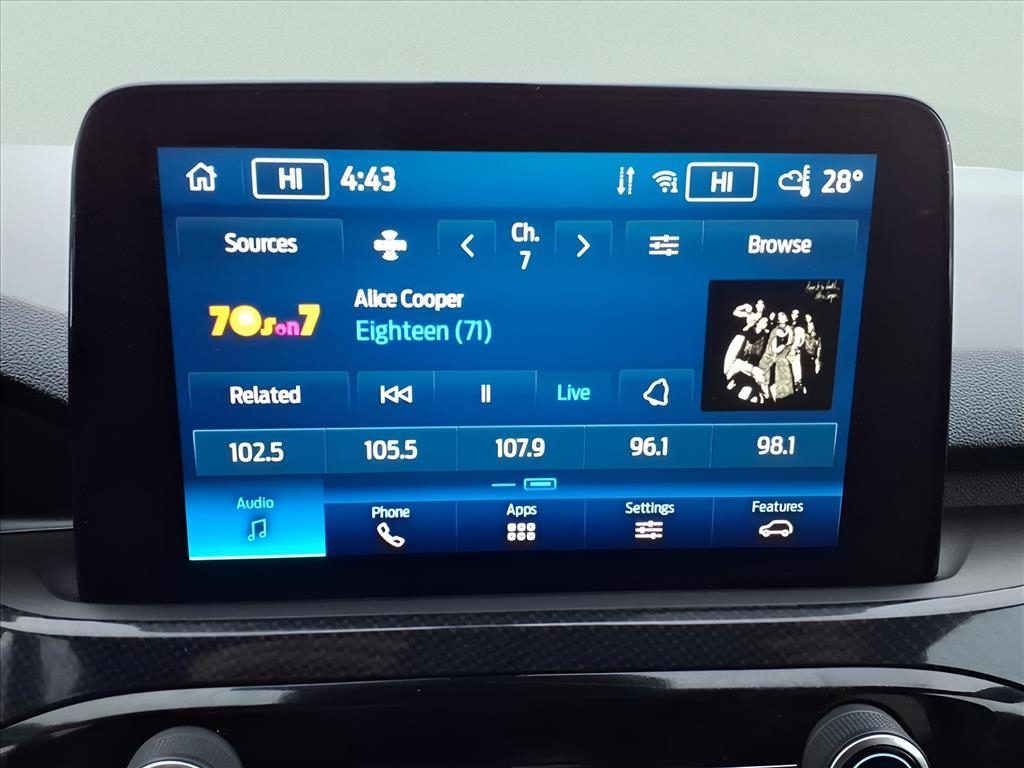 HI 4:43 HI 28°
Sources
Ch.
7
Browse
70s on 7
Alice Cooper
Eighteen (71)
Related
Live
102.5 105.5 107.9 96.1 98.1
Audio Phone Apps Settings Features